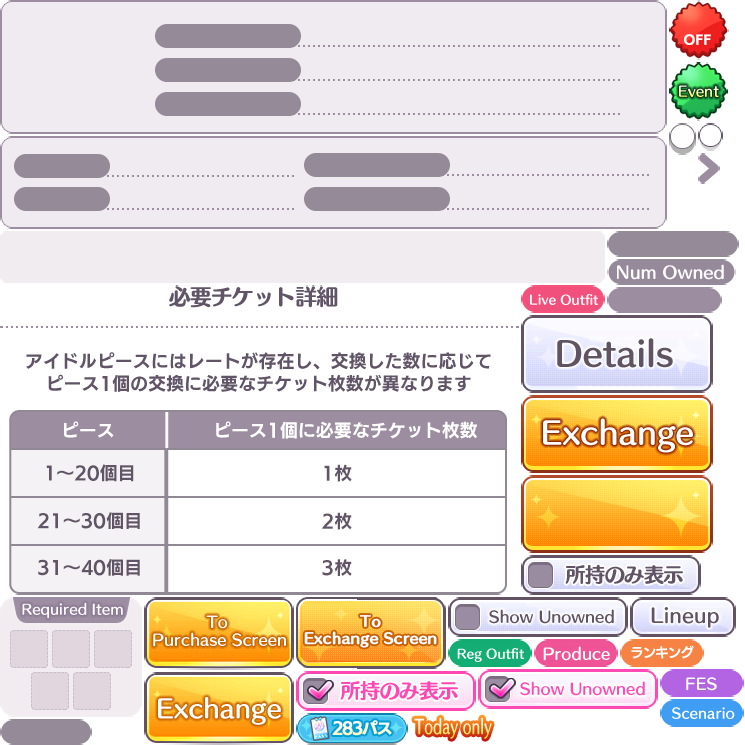 OFF
Event
Num Owned
必要チケット詳細
Live Outfit
アイドルピースにはレートが存在し、交換した数に応じて
ピース1個の交換に必要なチケット枚数が異なります
Details
ピース ピース1個に必要なチケット枚数
Exchange
1〜20個目 1枚
21〜30個目 2枚
31〜40個目 3枚
所持のみ表示
Required Item
To
Purchase Screen
To
Exchange Screen
Show Unowned
Lineup
Reg Outfit
Produce
ランキング
Exchange
所持のみ表示
Show Unowned
FES
Scenario
283パス
Today only